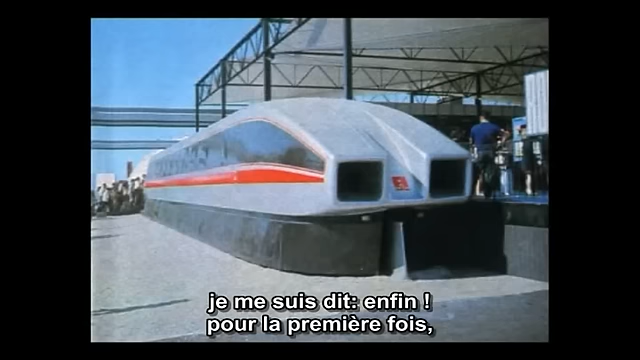 je me suis dit: enfin !
pour la première fois,